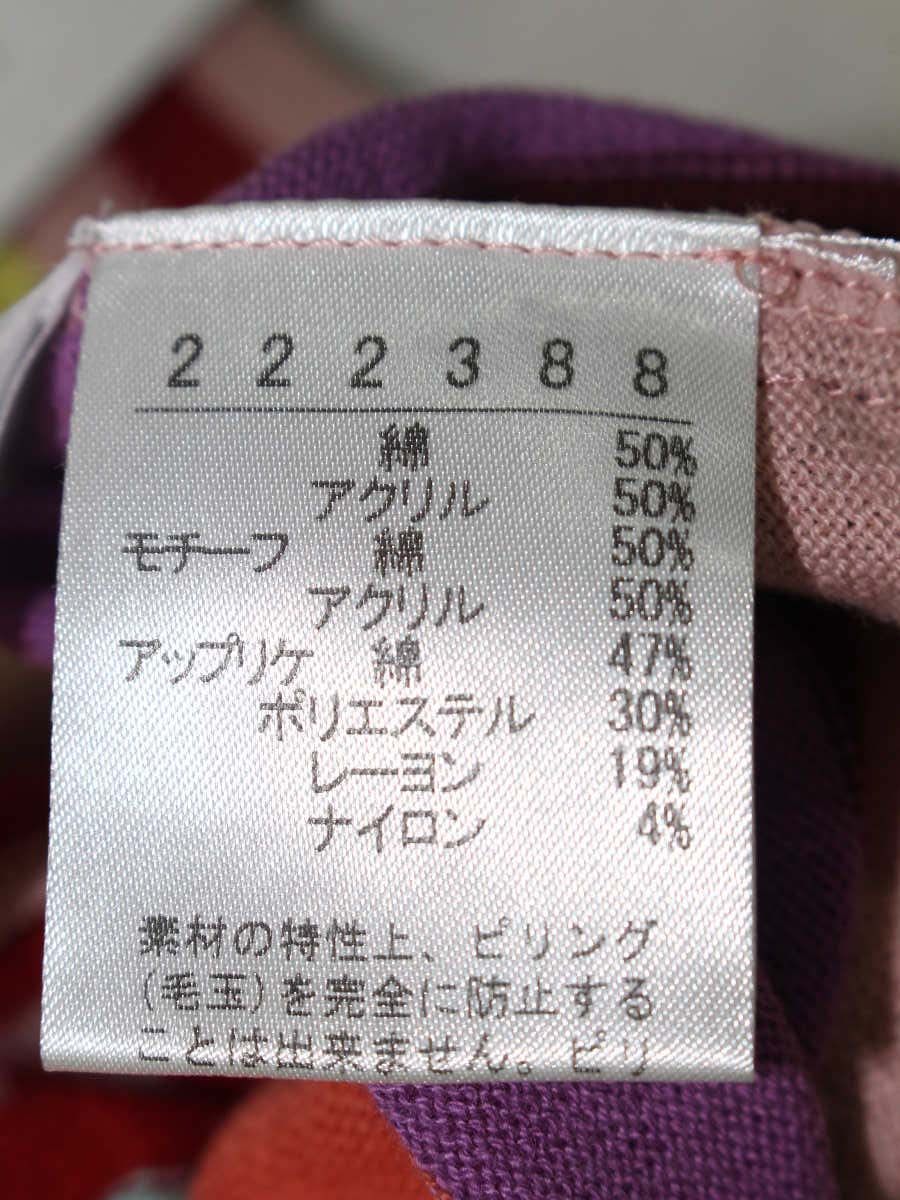 2 2 2 3 8 8
綿 50%
アクリル 50%
モチーフ 綿 50%
アクリル 50%
アップリケ 綿 47%
ポリエステル 30%
レーヨン 19%
ナイロン 4%
素材の特性上、ピリング
(毛玉)を完全に防止する
ことは出来ません。ピリ